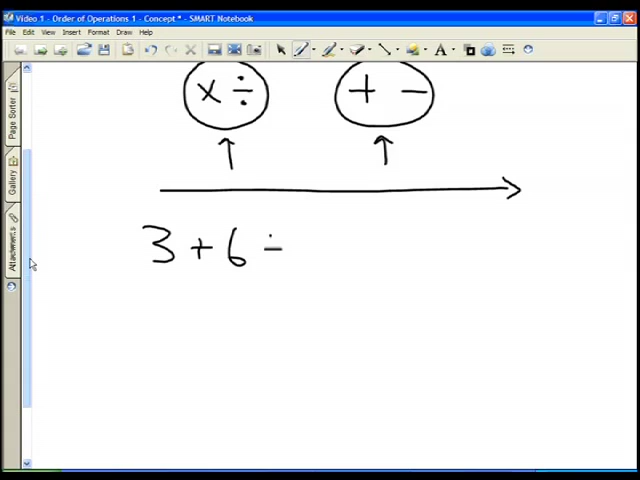 Video 1 - Order of Operations 1 - Concept * - SMART Notebook
File Edit View Insert Format Draw Help
Page Sorter
Gallery
Attachments
A
x ÷ + −
3 + 6 ÷